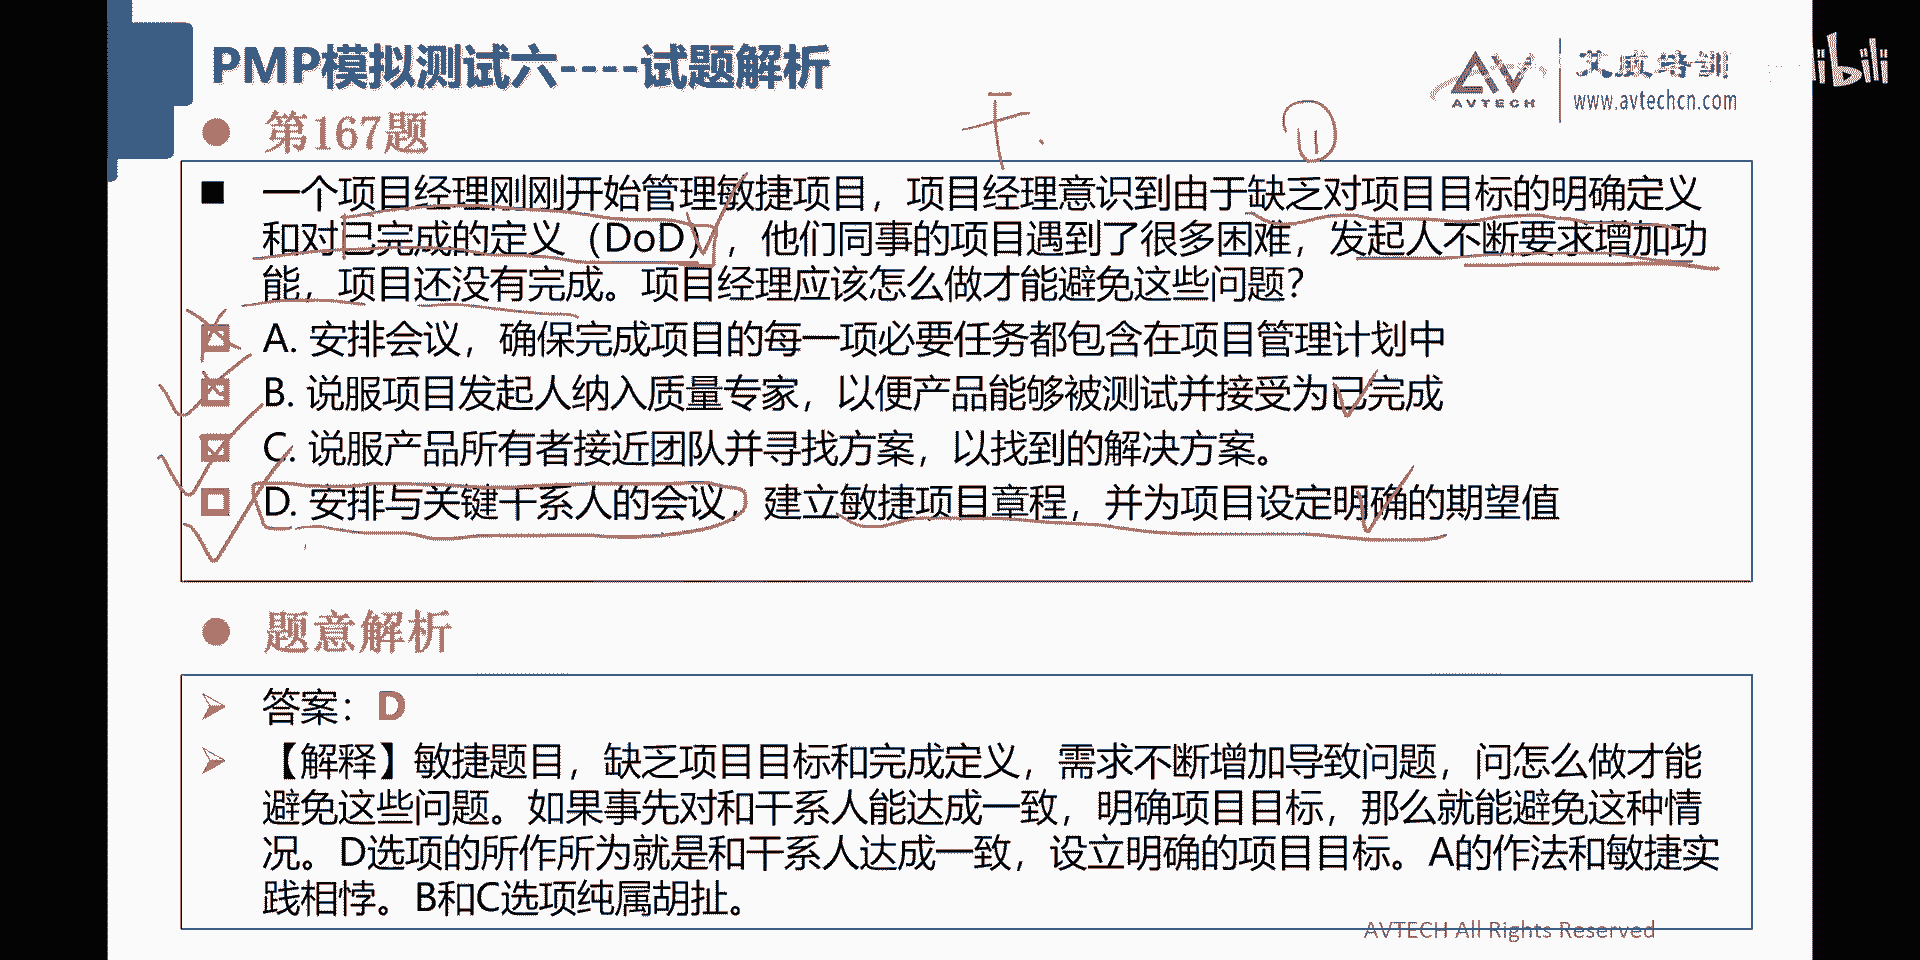 PMP模拟测试六----试题解析
艾威培训
AVTECH
www.avtechcn.com
第167题
一个项目经理刚刚开始管理敏捷项目，项目经理意识到由于缺乏对项目目标的明确定义
和对已完成的定义（DoD），他们同事的项目遇到了很多困难，发起人不断要求增加功
能，项目还没有完成。项目经理应该怎么做才能避免这些问题？
A. 安排会议，确保完成项目的每一项必要任务都包含在项目管理计划中
B. 说服项目发起人纳入质量专家，以便产品能够被测试并接受为已完成
C. 说服产品所有者接近团队并寻找方案，以找到的解决方案。
D. 安排与关键干系人的会议，建立敏捷项目章程，并为项目设定明确的期望值
题意解析
答案：D
【解释】敏捷题目，缺乏项目目标和完成定义，需求不断增加导致问题，问怎么做才能
避免这些问题。如果事先对和干系人能达成一致，明确项目目标，那么就能避免这种情
况。D选项的所作所为就是和干系人达成一致，设立明确的项目目标。A的作法和敏捷实
践相悖。B和C选项纯属胡扯。
AVTECH All Rights Reserved